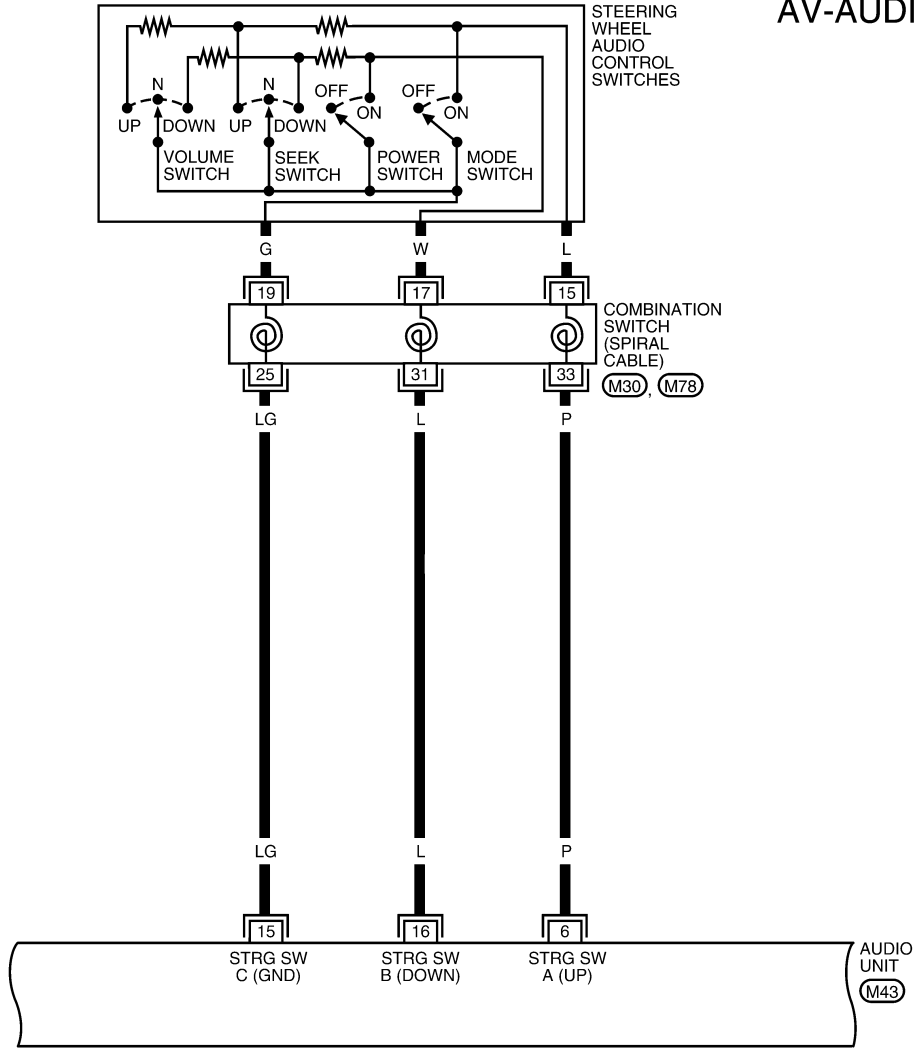 AV-AUDI
STEERING
WHEEL
AUDIO
CONTROL
SWITCHES
N
N
OFF
OFF
UP
DOWN
UP
DOWN
ON
ON
VOLUME
SWITCH
SEEK
SWITCH
POWER
SWITCH
MODE
SWITCH
G
W
L
19
17
15
COMBINATION
SWITCH
(SPIRAL
CABLE)
M30, M78
25
31
33
LG
L
P
LG
L
P
15
16
6
STRG SW
C (GND)
STRG SW
B (DOWN)
STRG SW
A (UP)
AUDIO
UNIT
M43